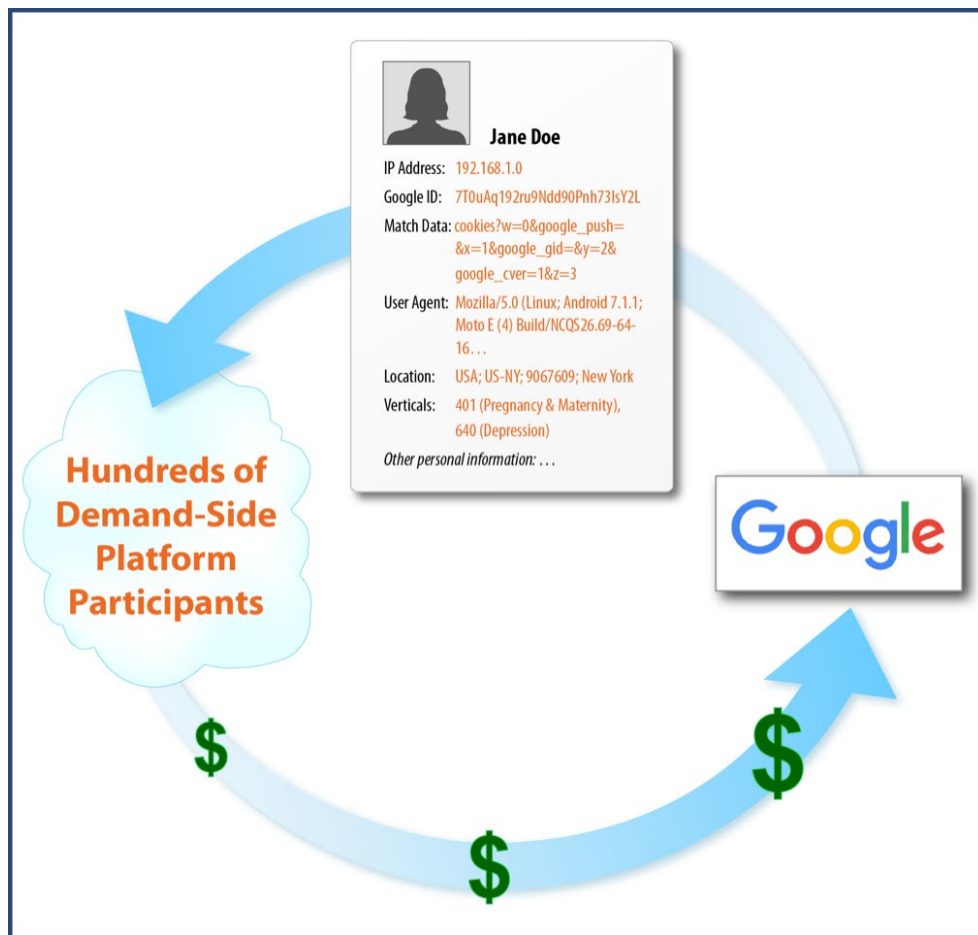 Jane Doe
IP Address: 192.168.1.0
Google ID: 7T0uAq192ru9Ndd90Pnh73IsY2L
Match Data: cookies?w=0&google_push=
&x=1&google_gid=&y=2&
google_cver=1&z=3
User Agent: Mozilla/5.0 (Linux; Android 7.1.1;
Moto E (4) Build/NCQS26.69-64-
16...
Location: USA; US-NY; 9067609; New York
Verticals: 401 (Pregnancy & Maternity),
640 (Depression)
Other personal information: ...
Hundreds of
Demand-Side
Platform
Participants
Google
$
$
$